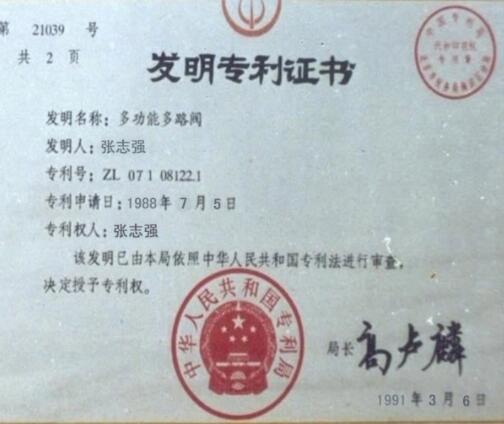 第 21039 号
共 2 页
发明专利证书
发明名称: 多功能多路阀
发明人: 张志强
专利号: ZL 07 1 08122.1
专利申请日: 1988 年 7 月 5 日
专利权人: 张志强
该发明已由本局依照中华人民共和国专利法进行审查,
决定授予专利权。
中华人民共和国专利局
局长 高卢麟
1991 年 3 月 6 日